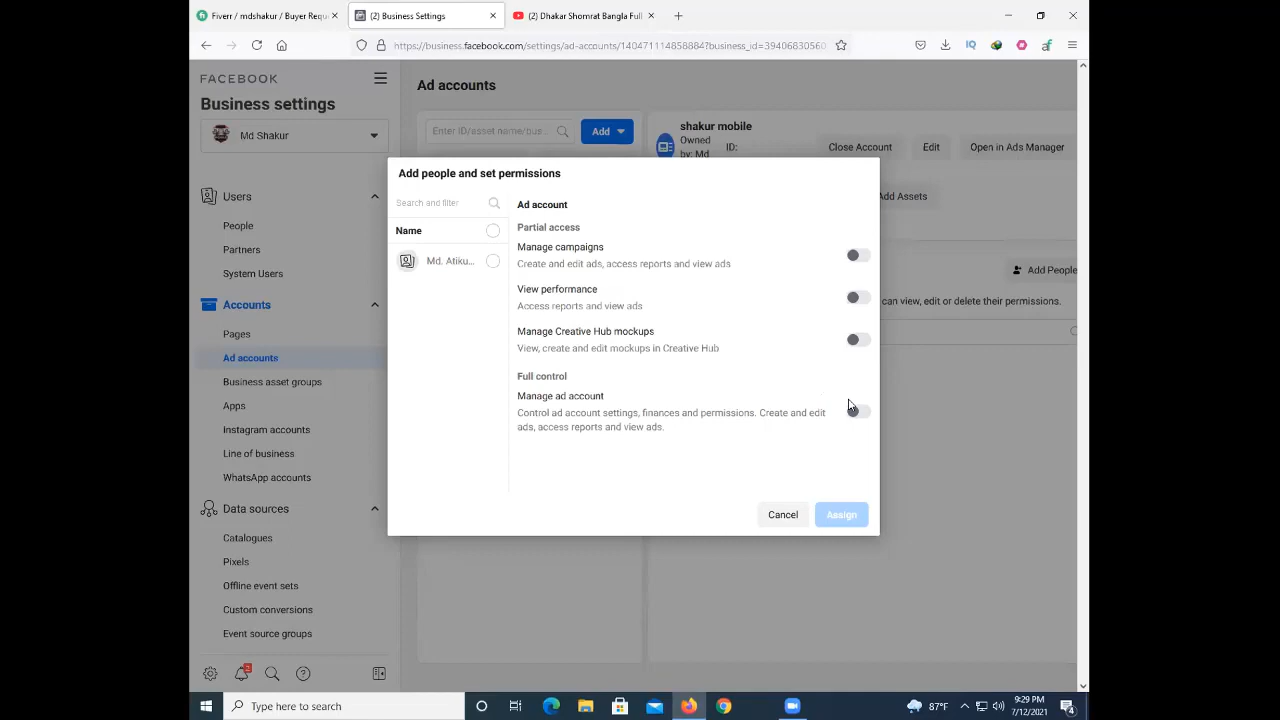 Fiverr / mdshakur / Buyer Requ
(2) Business Settings
(2) Dhakar Shomrat Bangla Full
https://business.facebook.com/settings/ad-accounts/140471114858884?business_id=39406830560
IQ
FACEBOOK
Business settings
Md Shakur
Users
People
Partners
System Users
Accounts
Pages
Ad accounts
Business asset groups
Apps
Instagram accounts
Line of business
WhatsApp accounts
Data sources
Catalogues
Pixels
Offline event sets
Custom conversions
Event source groups
2
Ad accounts
Enter ID/asset name/bus...
Add
shakur mobile
Owned
by: Md
ID:
Close Account
Edit
Open in Ads Manager
Add Assets
Add People
can view, edit or delete their permissions.
Add people and set permissions
Search and filter
Name
Md. Atiku...
Ad account
Partial access
Manage campaigns
Create and edit ads, access reports and view ads
View performance
Access reports and view ads
Manage Creative Hub mockups
View, create and edit mockups in Creative Hub
Full control
Manage ad account
Control ad account settings, finances and permissions. Create and edit
ads, access reports and view ads.
Cancel
Assign
Type here to search
87°F
9:29 PM
7/12/2021
4